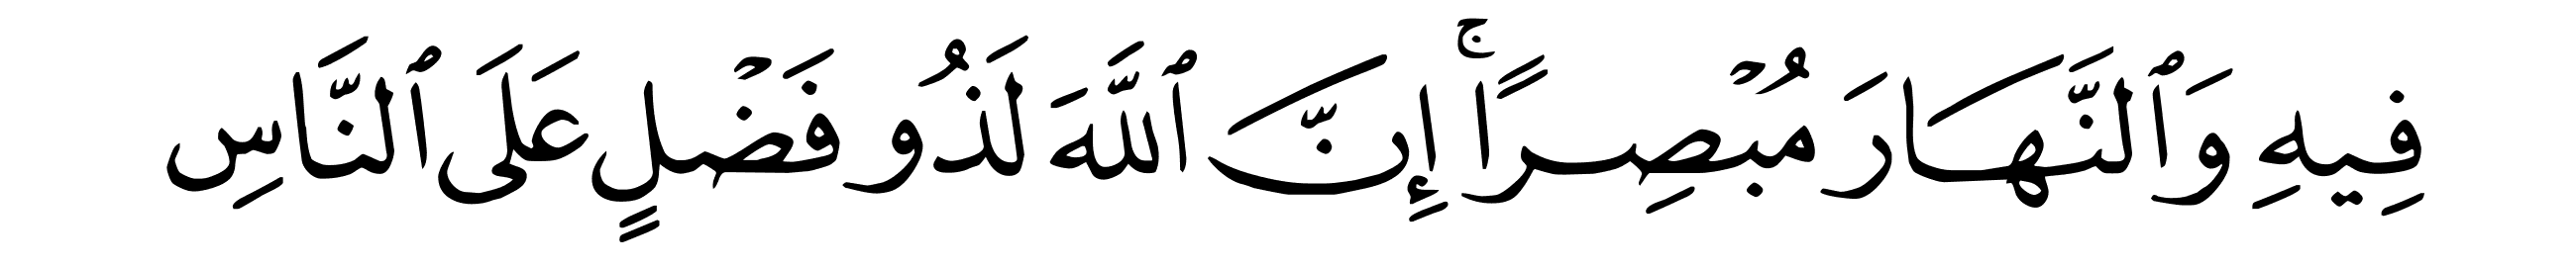 فِيهِ وَٱلنَّهَارَ مُبۡصِرًاۚ إِنَّ ٱللَّهَ لَذُو فَضۡلٍ عَلَى ٱلنَّاسِ